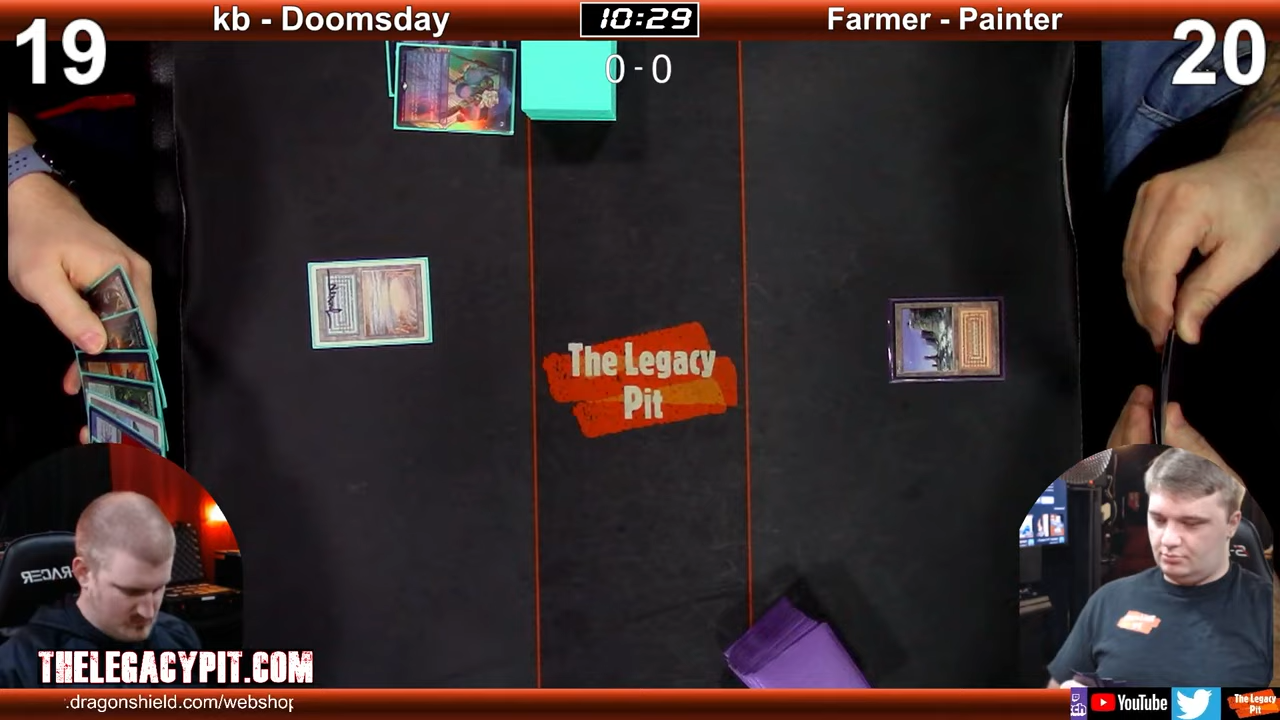 kb - Doomsday
10:29
Farmer - Painter
19
0 - 0
20
The Legacy
Pit
THELEGACYPIT.COM
.dragonshield.com/webshop
ch
YouTube
The Legacy
Pit